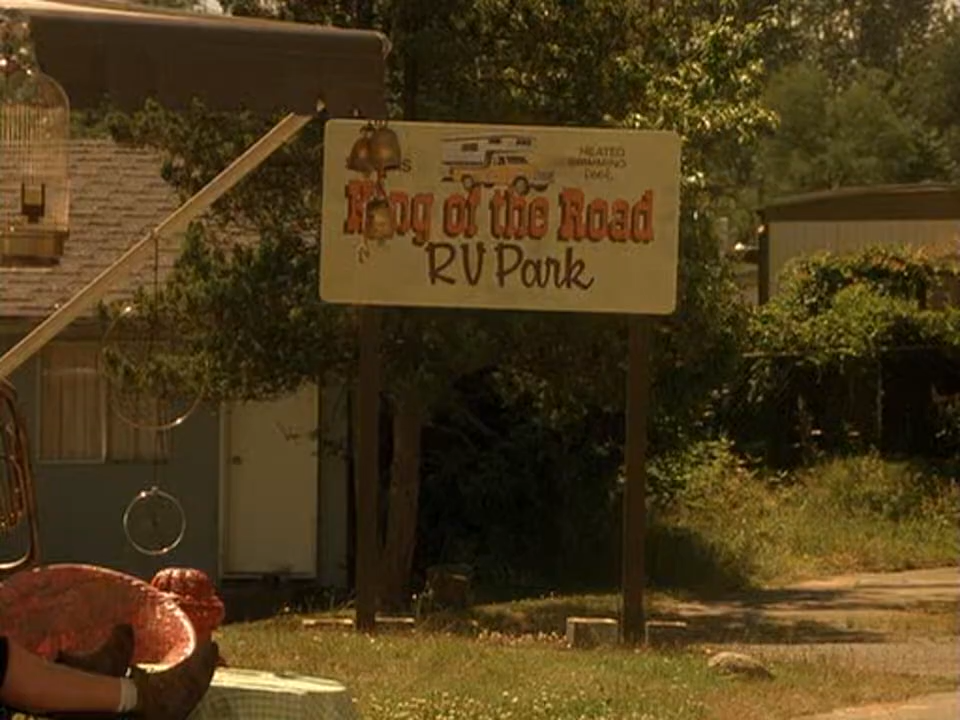 HEATED
SWIMMING
Pool
King of the Road
RV Park